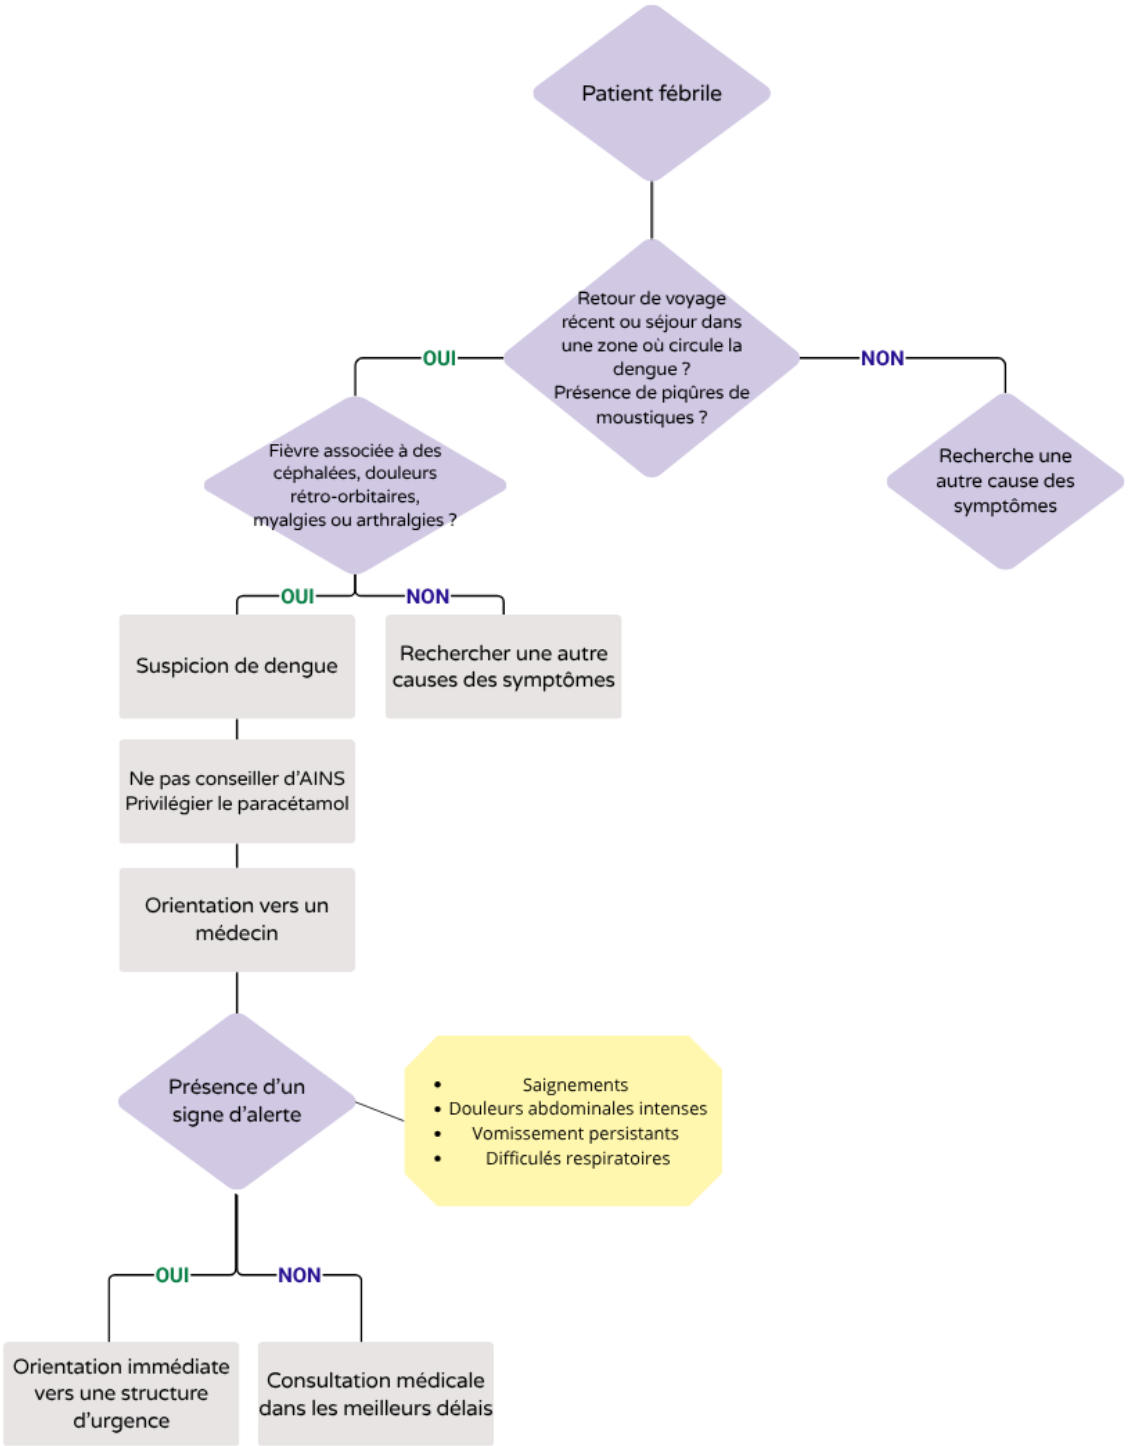 Patient fébrile
Retour de voyage
récent ou séjour dans
une zone où circule la
dengue ?
Présence de piqûres de
moustiques ?
OUI
NON
Fièvre associée à des
céphalées, douleurs
rétro-orbitaires,
myalgies ou arthralgies ?
Recherche une
autre cause des
symptômes
OUI
NON
Suspicion de dengue
Rechercher une autre
causes des symptômes
Ne pas conseiller d'AINS
Privilégier le paracétamol
Orientation vers un
médecin
Présence d'un
signe d'alerte
• Saignements
• Douleurs abdominales intenses
• Vomissement persistants
• Difficulés respiratoires
OUI
NON
Orientation immédiate
vers une structure
d'urgence
Consultation médicale
dans les meilleurs délais